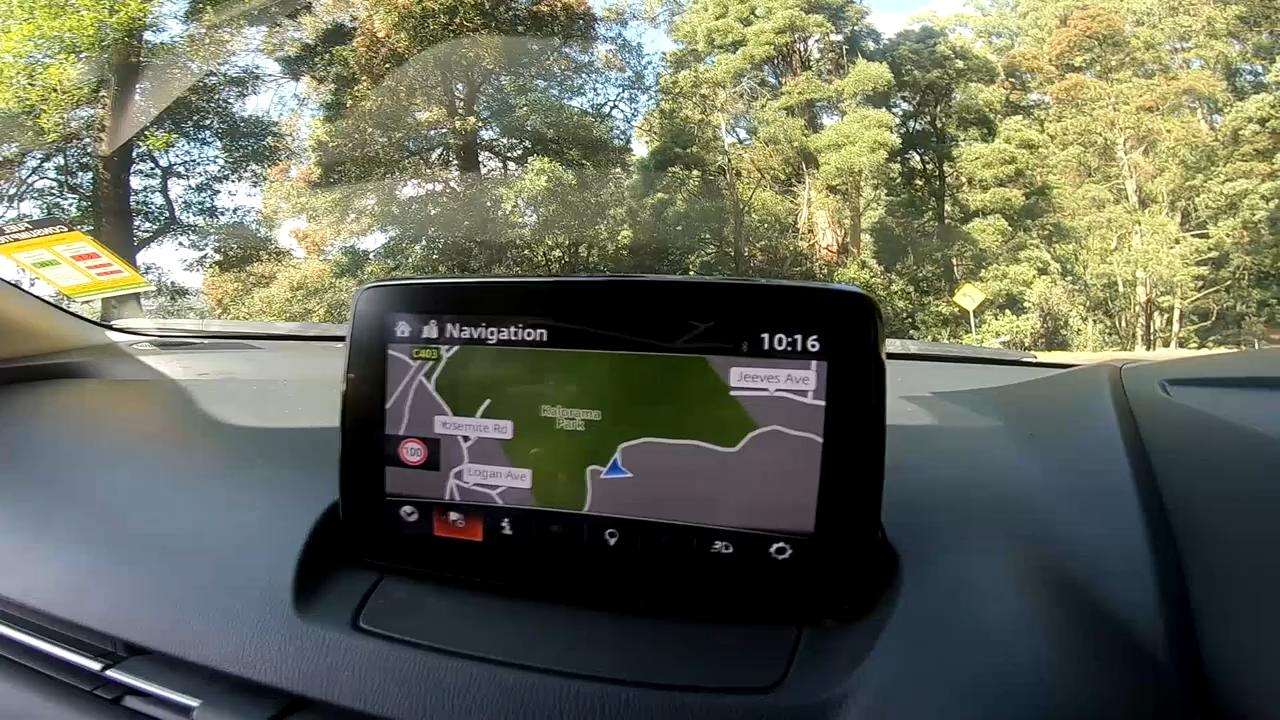 Navigation
10:16
C403
Jeeves Ave
Kalorama
Park
Yosemite Rd
100
Logan Ave
3D